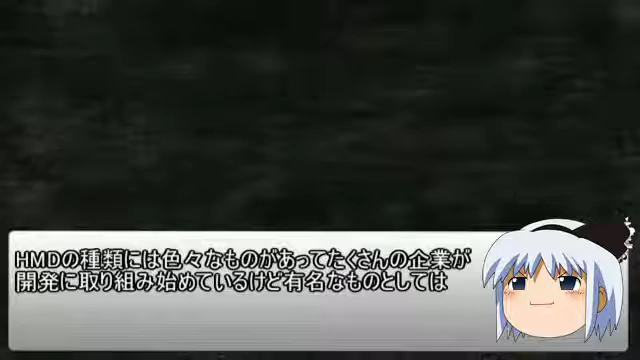 HMDの種類には色々なものがあってたくさんの企業が
開発に取り組み始めているけど有名なものとしては